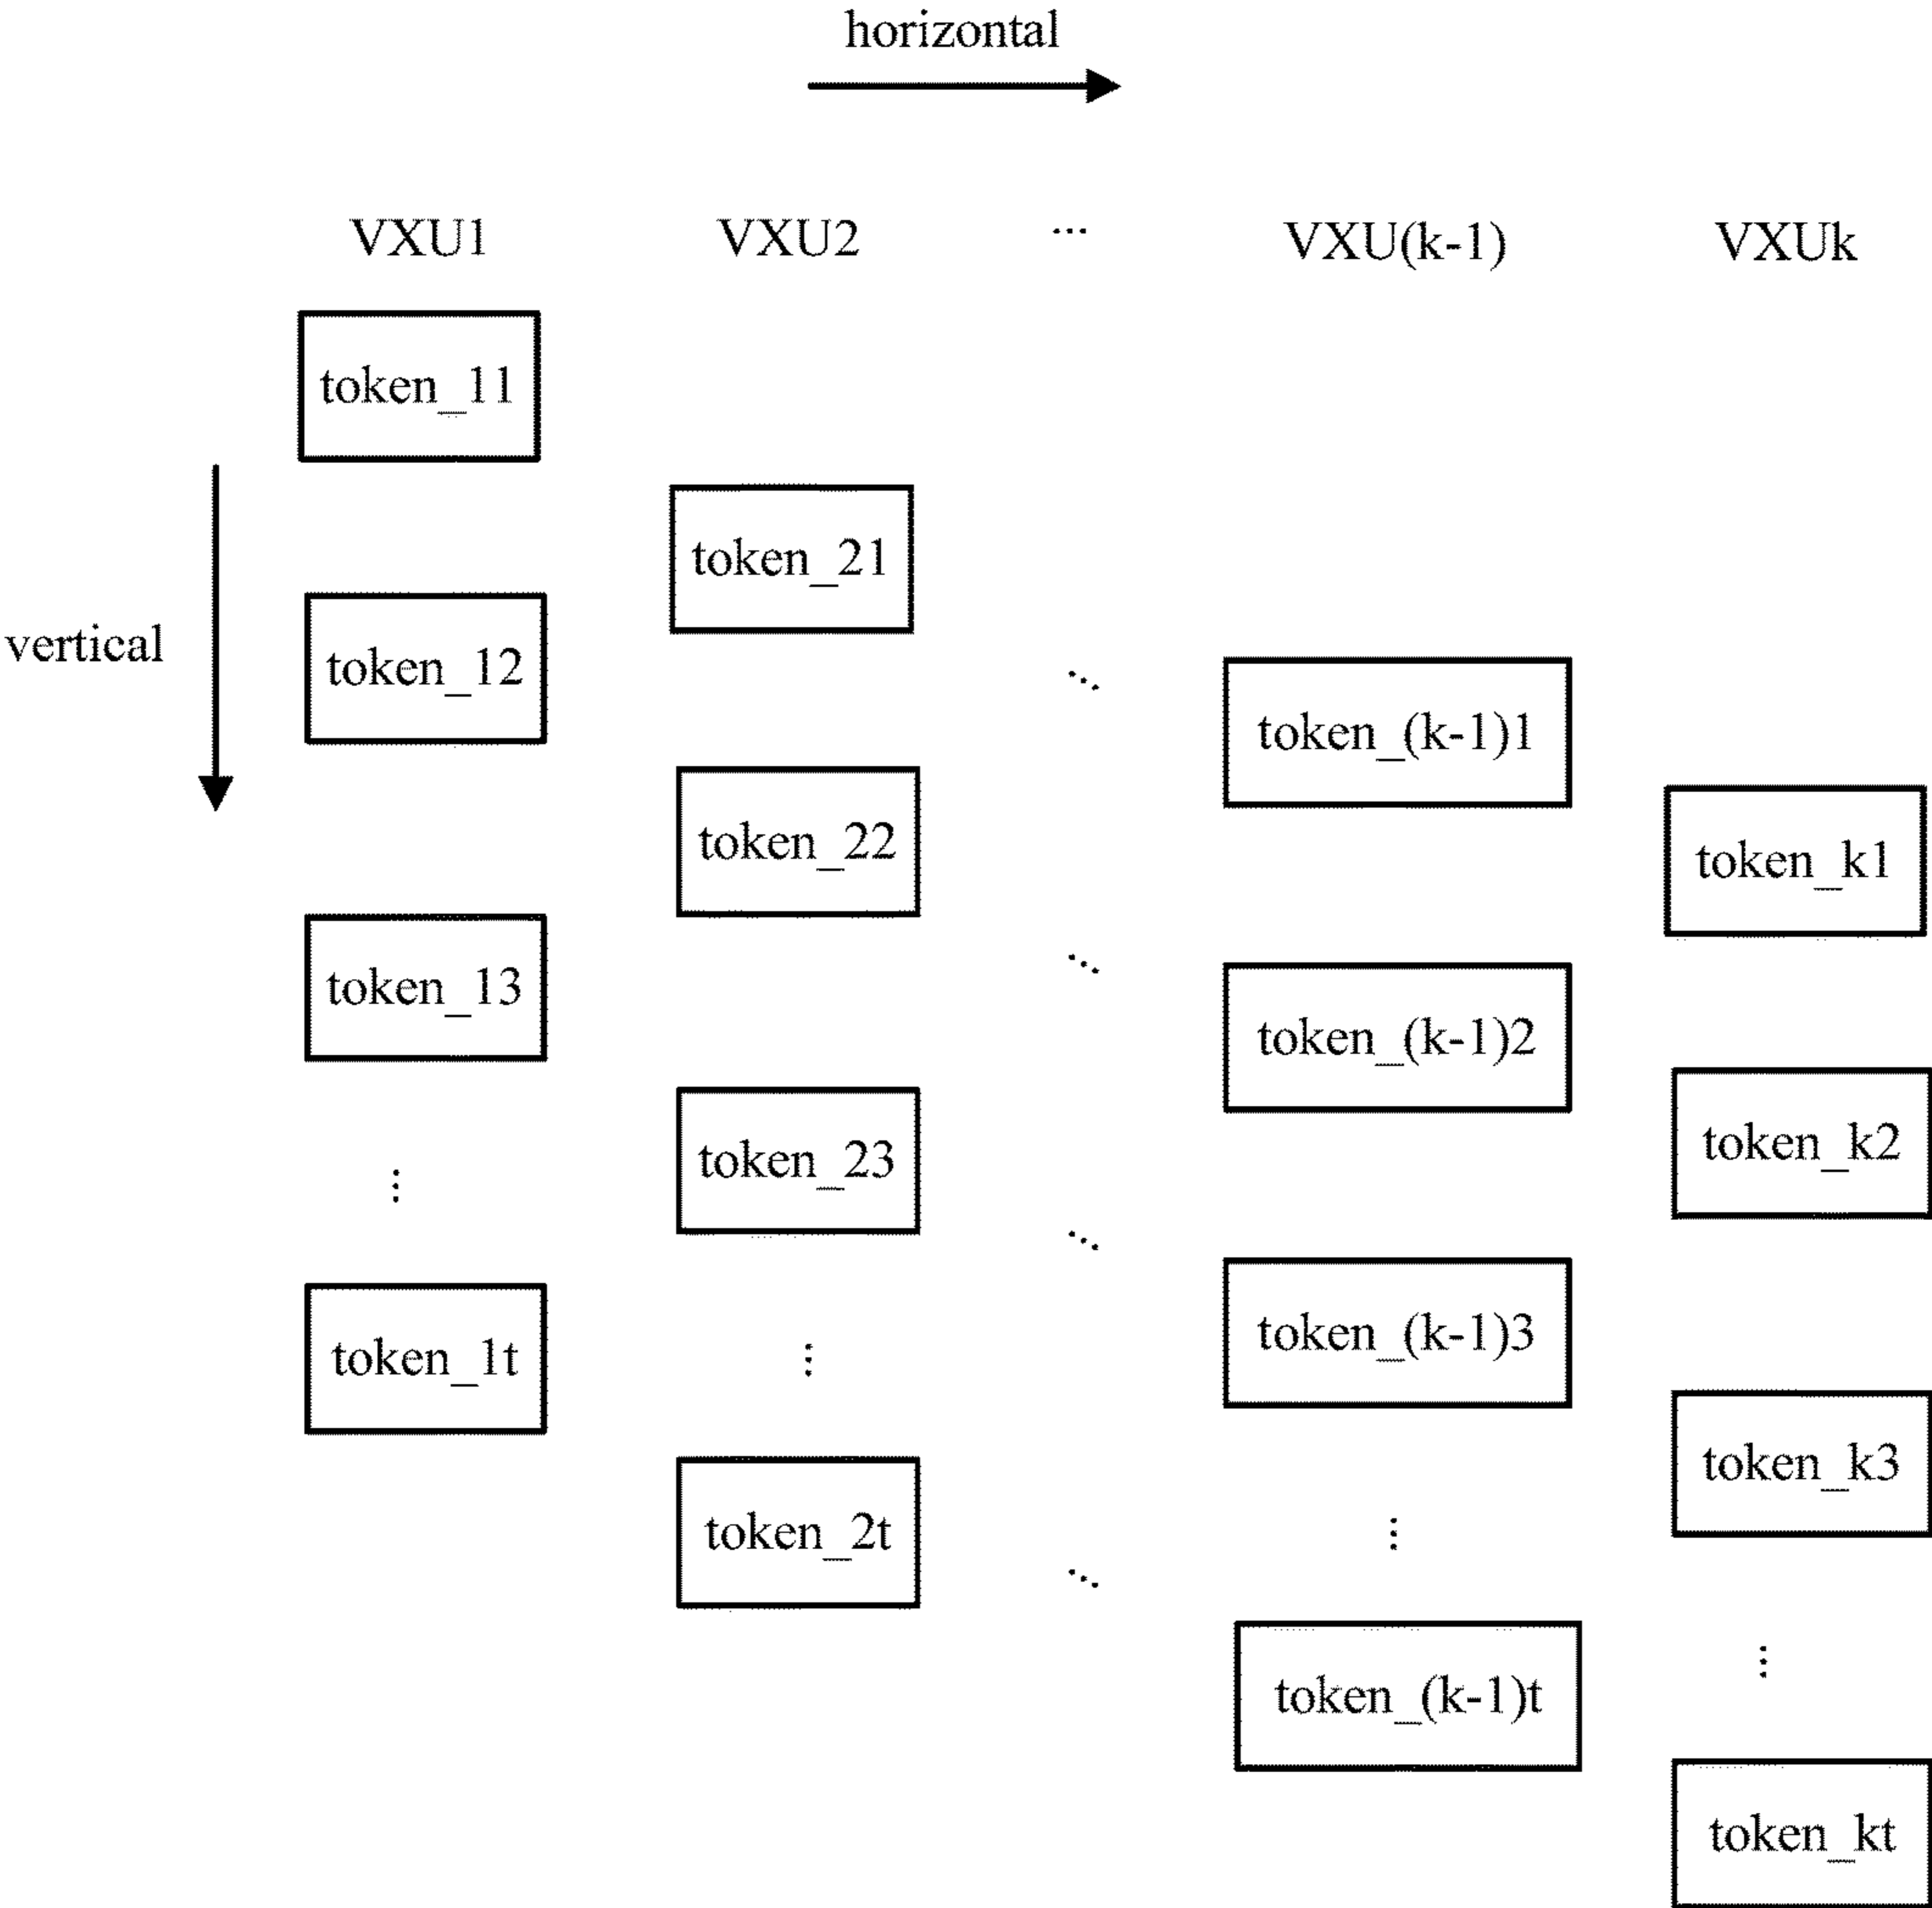 horizontal
VXU1 VXU2 ... VXU(k-1) VXUk
token_11
token_21
vertical
token_12
token_(k-1)1
token_22
token_k1
token_13
token_(k-1)2
token_23
token_k2
token_1t
token_(k-1)3
token_k3
token_2t
token_(k-1)t
token_kt